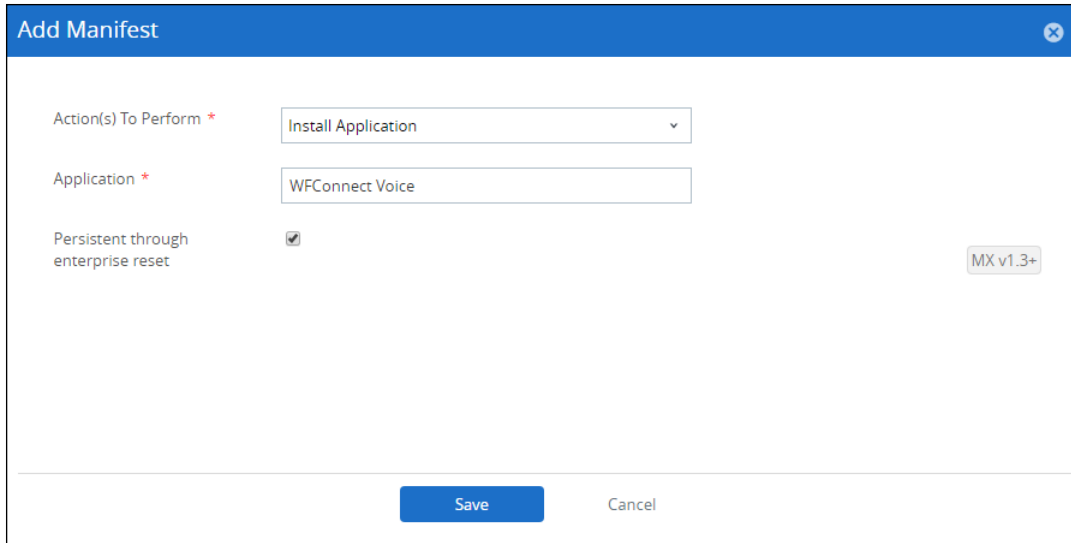 Add Manifest
Action(s) To Perform *
Install Application
Application *
WFConnect Voice
Persistent through
enterprise reset
MX v1.3+
Save
Cancel